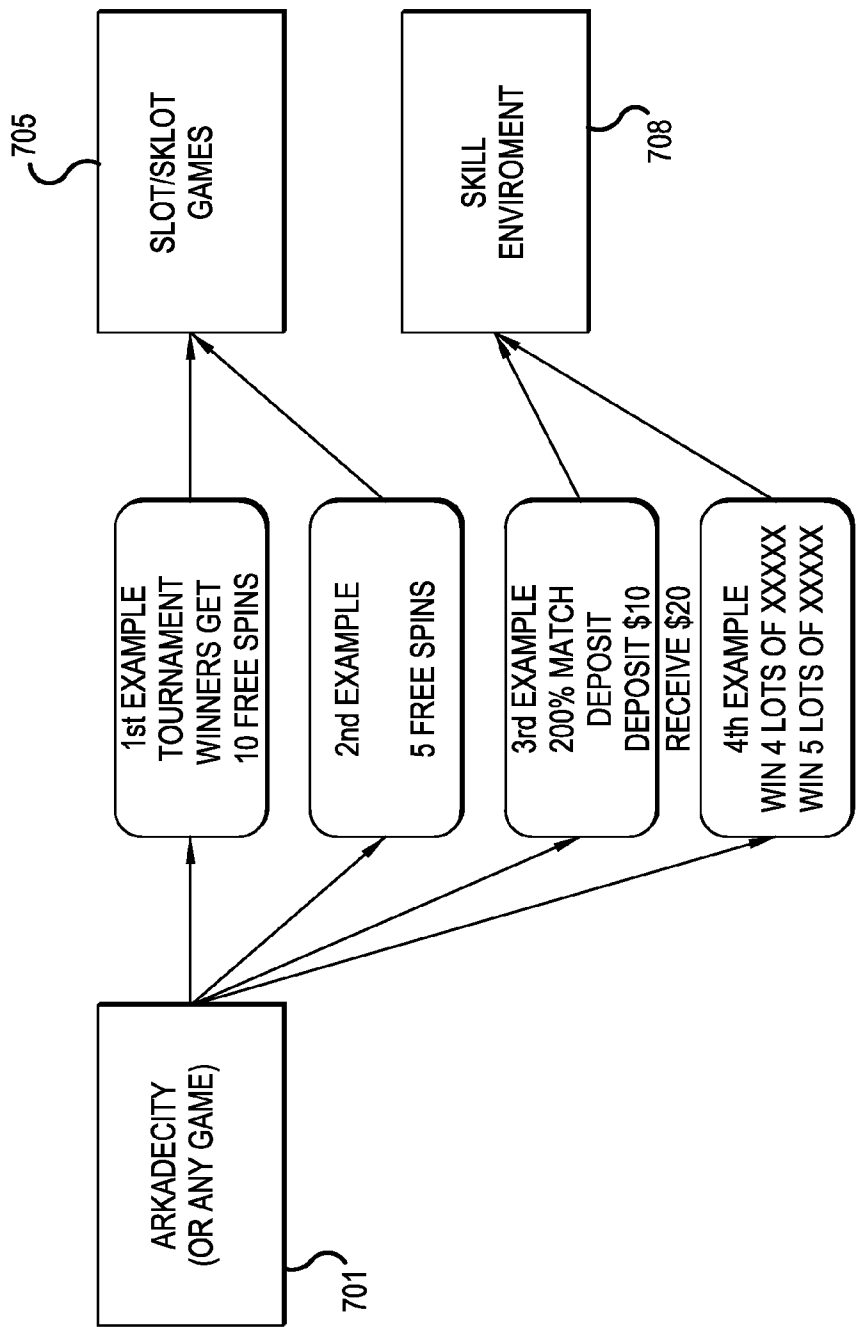 ARKADECITY
(OR ANY GAME)
701
1st EXAMPLE
TOURNAMENT
WINNERS GET
10 FREE SPINS
2nd EXAMPLE
5 FREE SPINS
3rd EXAMPLE
200% MATCH
DEPOSIT
DEPOSIT $10
RECEIVE $20
4th EXAMPLE
WIN 4 LOTS OF XXXXX
WIN 5 LOTS OF XXXXX
SLOT/SKLOT
GAMES
705
SKILL
ENVIROMENT
708